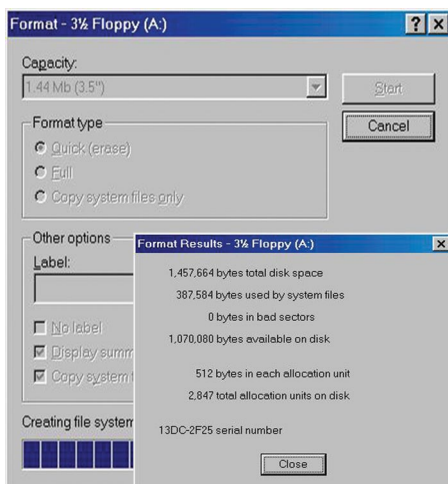 Format - 3½ Floppy (A:)
Capacity:
1.44 Mb (3.5")
Start
Format type
Cancel
Quick (erase)
Full
Copy system files only
Other options
Label:
No label
Display summ
Copy system
Creating file system
Format Results - 3½ Floppy (A:)
1,457,664 bytes total disk space
387,584 bytes used by system files
0 bytes in bad sectors
1,070,080 bytes available on disk
512 bytes in each allocation unit
2,847 total allocation units on disk
13DC-2F25 serial number
Close